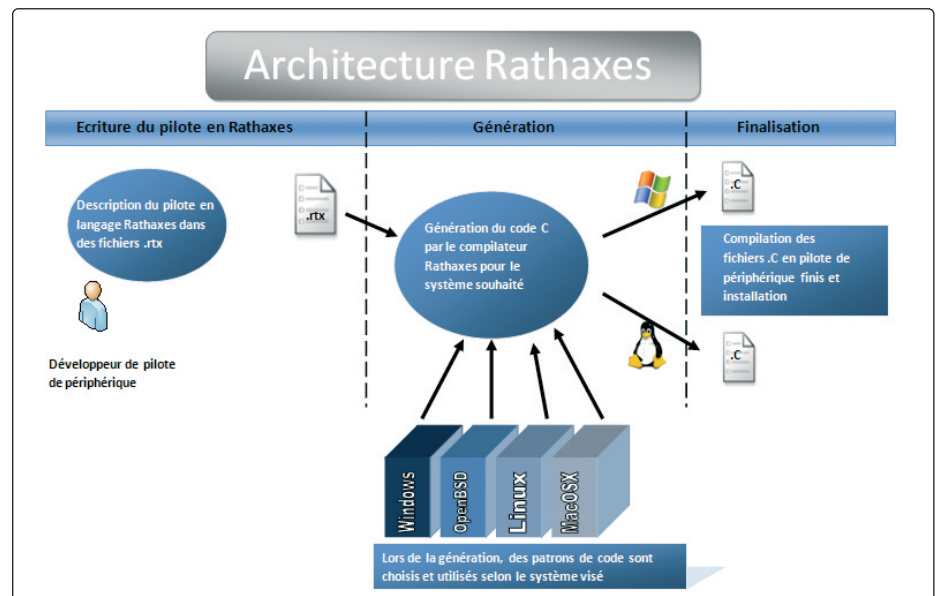 Architecture Rathaxes
Ecriture du pilote en Rathaxes
Génération
Finalisation
Description du pilote en
langage Rathaxes dans
des fichiers .rtx
.rtx
Développeur de pilote
de périphérique
Génération du code C
par le compilateur
Rathaxes pour le
système souhaité
.C
Compilation des
fichiers .C en pilote de
périphérique finis et
installation
.C
Windows
OpenBSD
Linux
MacOSX
Lors de la génération, des patrons de code sont
choisis et utilisés selon le système visé